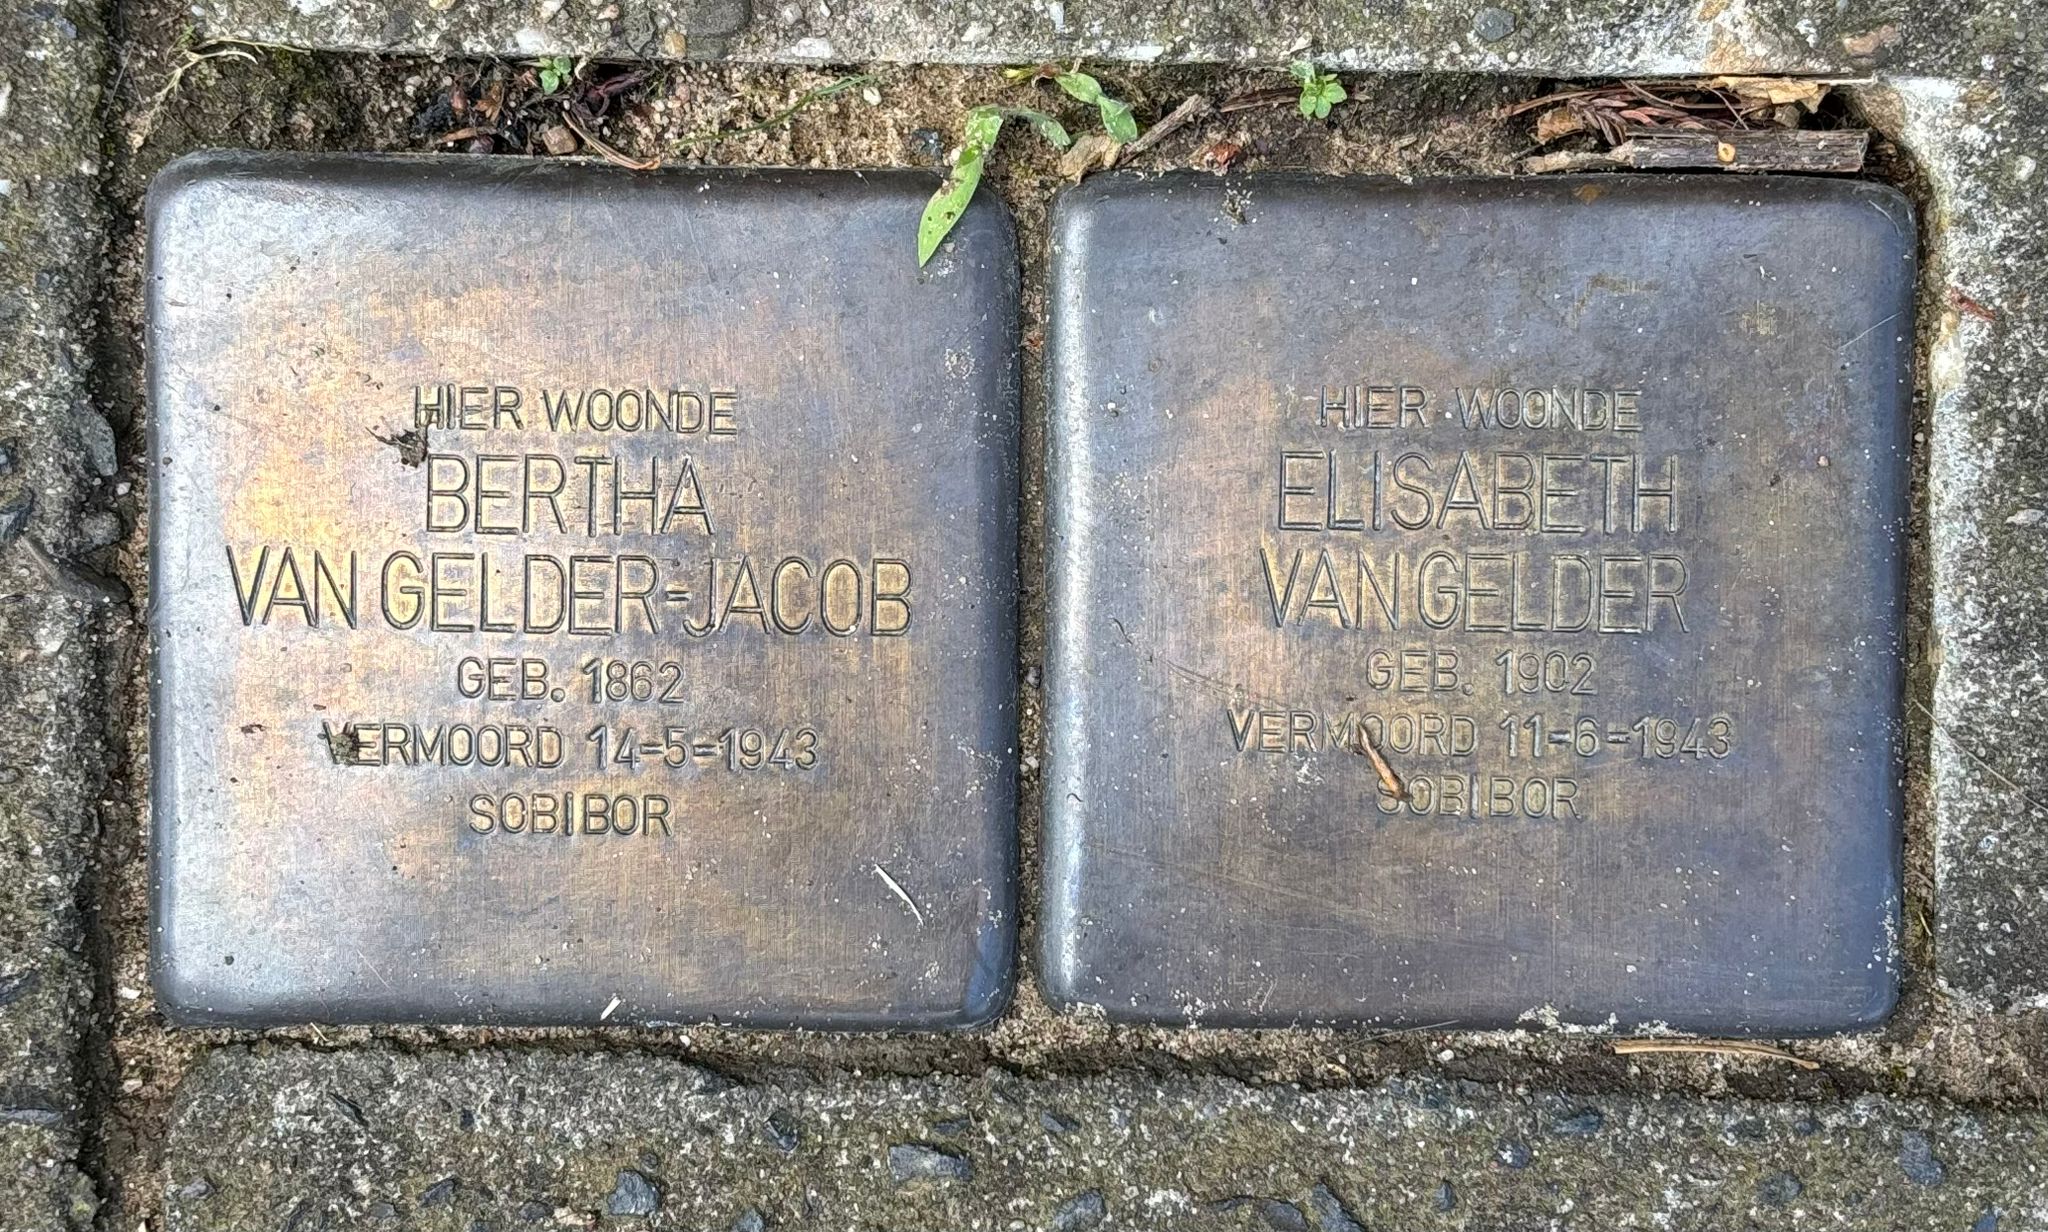 HIER WOONDE
BERTHA
VAN GELDER-JACOB
GEB. 1862
VERMOORD 14-5-1943
SOBIBOR
HIER WOONDE
ELISABETH
VAN GELDER
GEB. 1902
VERMOORD 11-6-1943
SOBIBOR